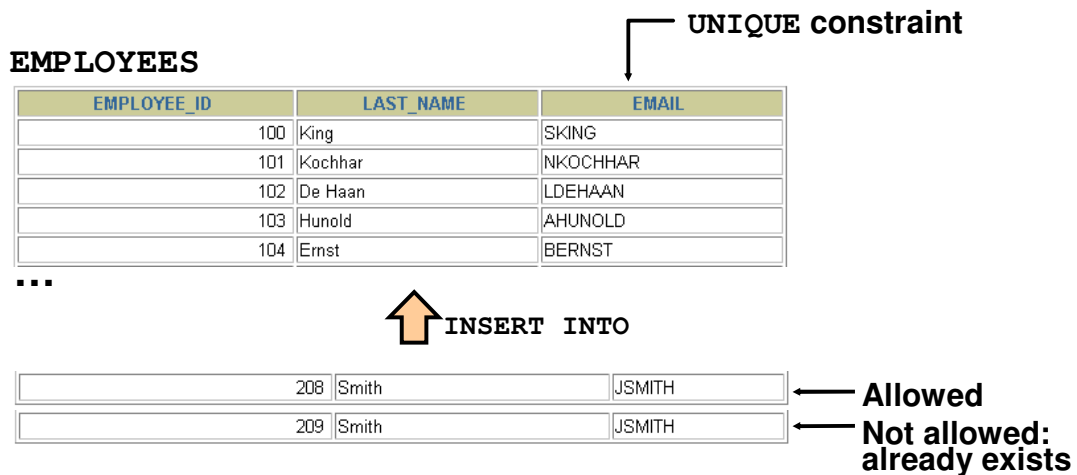 UNIQUE constraint
EMPLOYEES
EMPLOYEE_ID LAST_NAME EMAIL
100 King SKING
101 Kochhar NKOCHHAR
102 De Haan LDEHAAN
103 Hunold AHUNOLD
104 Ernst BERNST
...
INSERT INTO
208 Smith JSMITH Allowed
209 Smith JSMITH Not allowed:
already exists